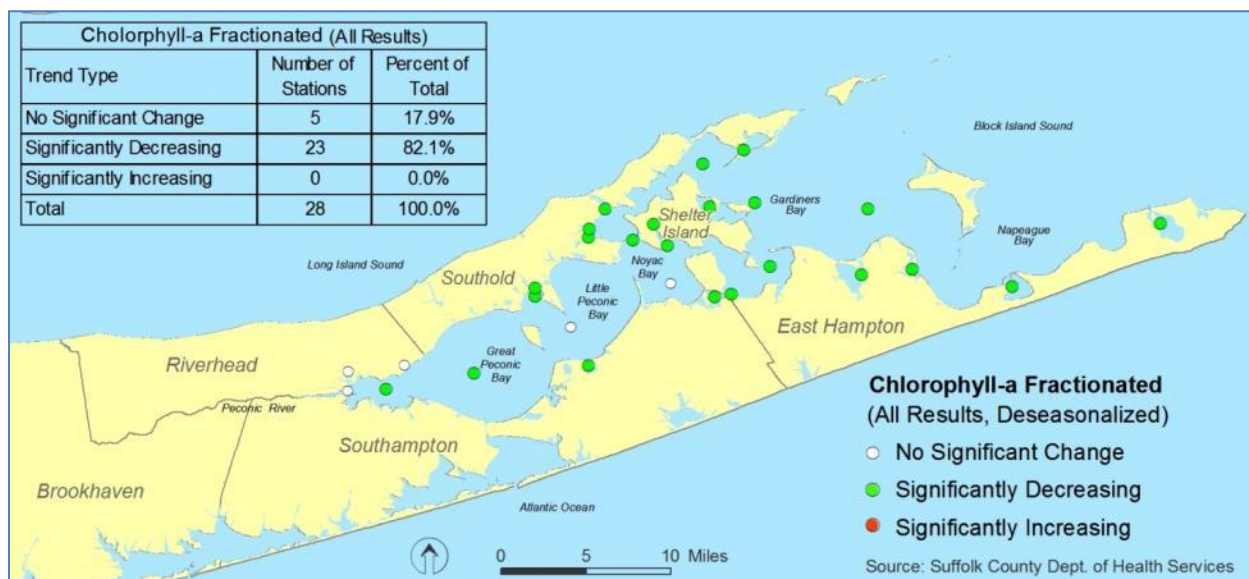 Cholorphyll-a Fractionated (All Results)
Trend Type
Number of
Stations
Percent of
Total
No Significant Change 5 17.9%
Significantly Decreasing 23 82.1%
Significantly Increasing 0 0.0%
Total 28 100.0%
Block Island Sound
Gardiners
Bay
Shelter
Island
Napeague
Bay
Long Island Sound
Noyac
Bay
Southold
Little
Peconic
Bay
East Hampton
Great
Peconic
Bay
Riverhead
Peconic River
Southampton
Brookhaven
Atlantic Ocean
0 5 10 Miles
Chlorophyll-a Fractionated
(All Results, Deseasonalized)
No Significant Change
Significantly Decreasing
Significantly Increasing
Source: Suffolk County Dept. of Health Services